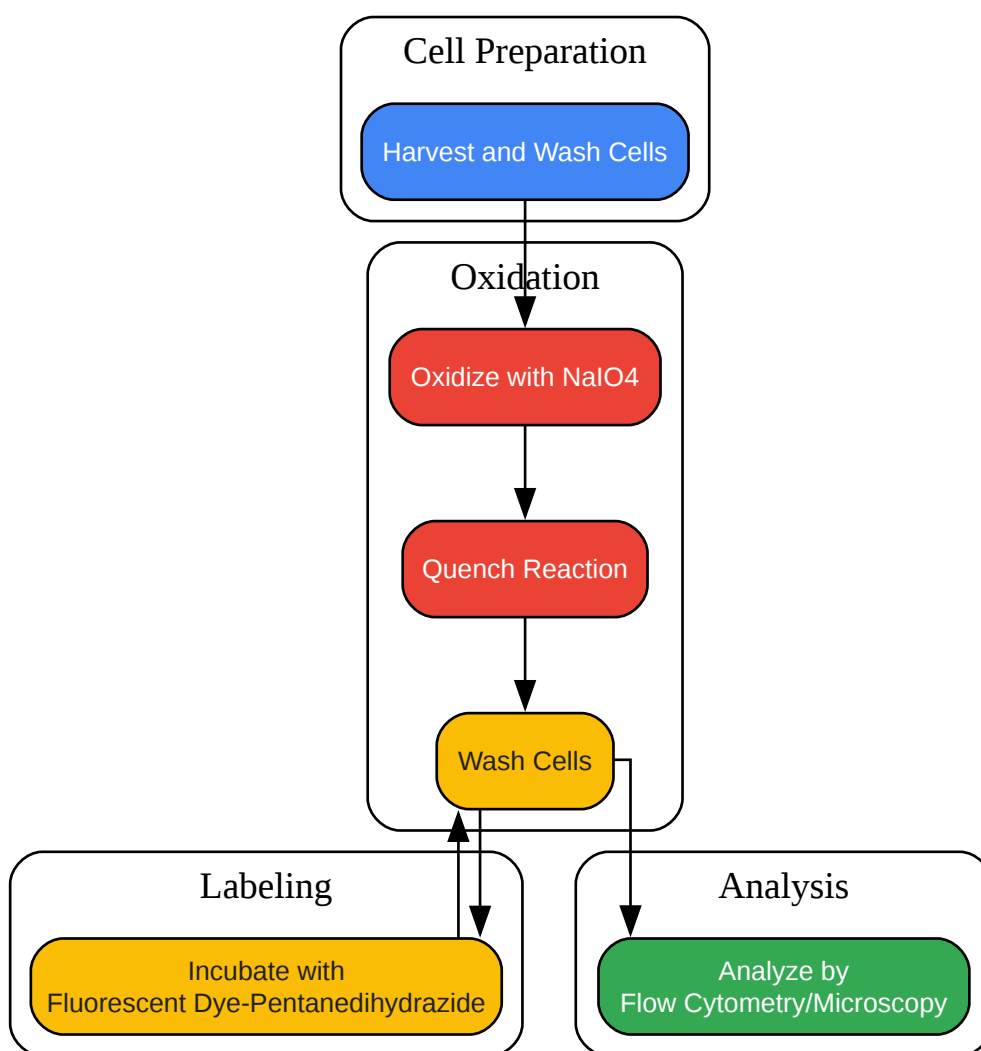 Cell Preparation
Harvest and Wash Cells
Oxidation
Oxidize with NaIO4
Quench Reaction
Wash Cells
Labeling
Incubate with
Fluorescent Dye-Pentanedihydrazide
Analysis
Analyze by
Flow Cytometry/Microscopy